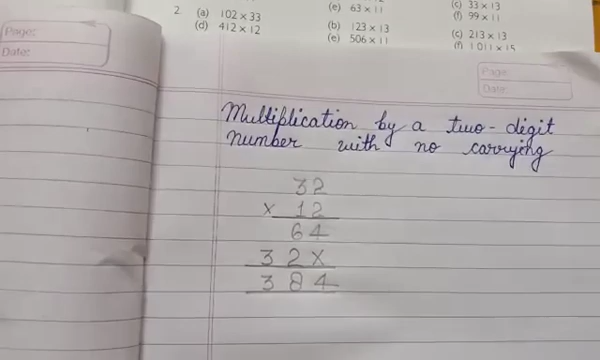 (e) 63 × 11
(c) 33 × 13
2. (a) 102 × 33
(f) 99 × 11
(d) 412 × 12
(b) 123 × 13
(c) 213 × 13
(e) 506 × 11
(f) 1011 × 15
Page:
Date:
Page:
Date:
Multiplication by a two-digit
number with no carrying
32
× 12
64
32×
384